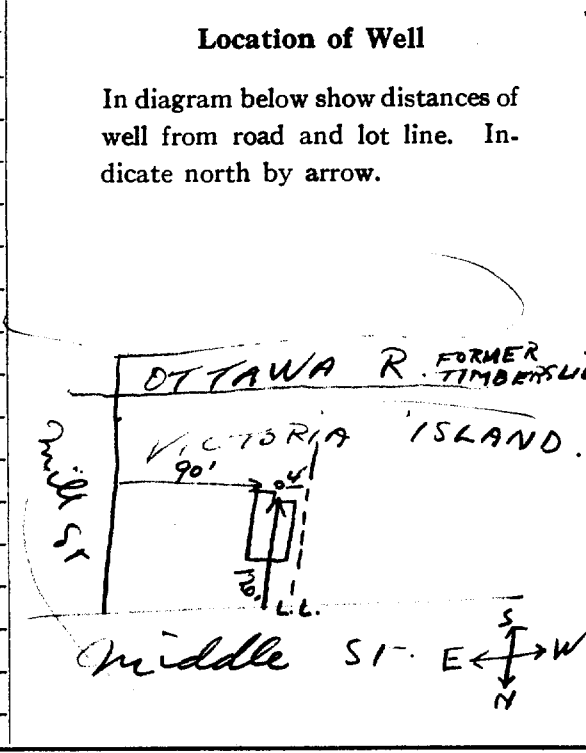 Location of Well
In diagram below show distances of
well from road and lot line. In-
dicate north by arrow.
OTTAWA R. FORMER
TIMBERSLI
VICTORIA ISLAND.
90'
Mill St
L.L.
Middle St. E W
S
N